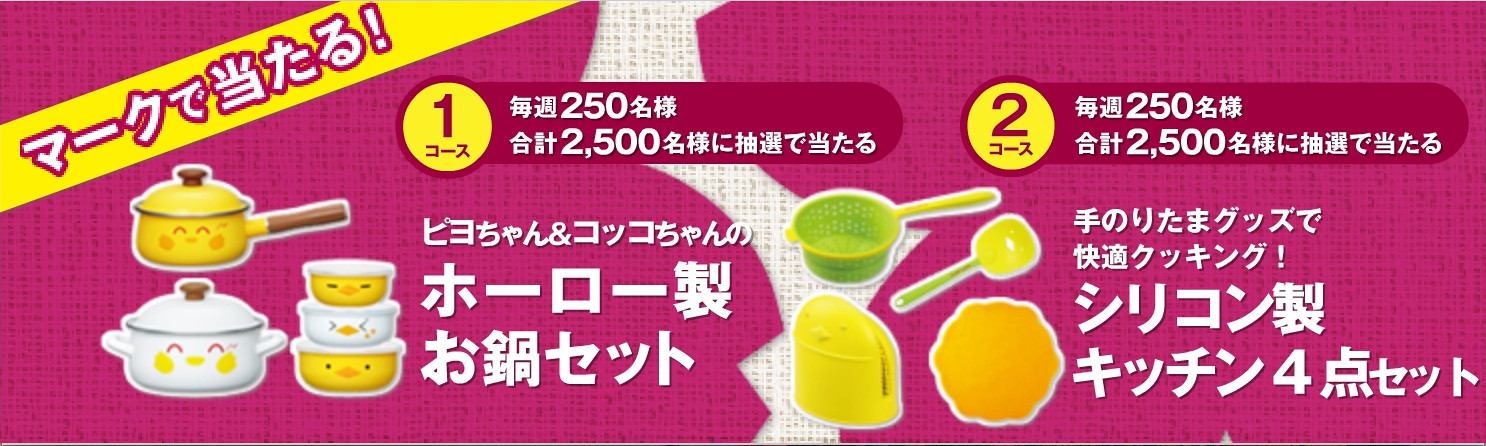 マークで当たる！
1
コース
毎週250名様
合計2,500名様に抽選で当たる
ピヨちゃん&コッコちゃんの
ホーロー製
お鍋セット
2
コース
毎週250名様
合計2,500名様に抽選で当たる
手のりたまグッズで
快適クッキング！
シリコン製
キッチン4点セット